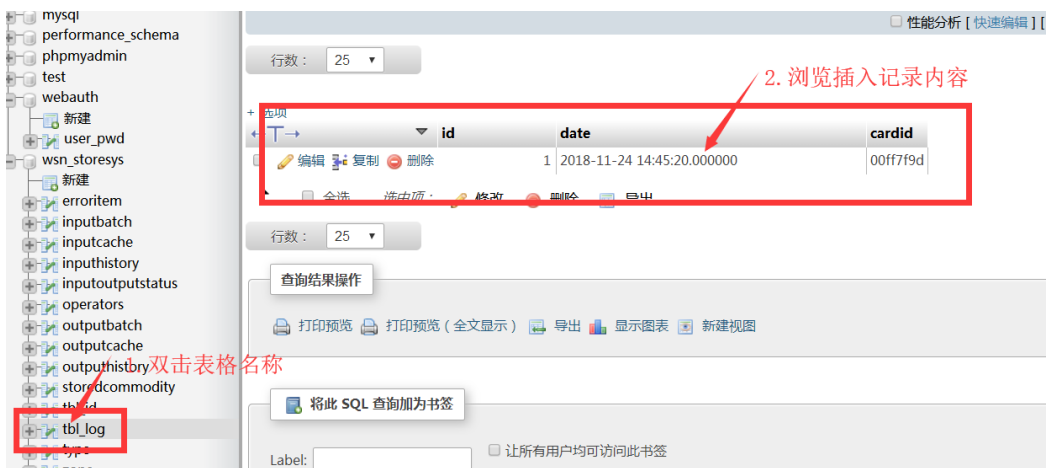 mysql
performance_schema
phpmyadmin
test
webauth
新建
user_pwd
wsn_storesys
新建
erroritem
inputbatch
inputcache
inputhistory
inputoutputstatus
operators
outputbatch
outputcache
outputhistory
storedcommodity
tbl_id
tbl_log
type
1.双击表格名称
性能分析 [ 快速编辑 ] [
行数： 25
2.浏览插入记录内容
+ 选项
←T→ id date cardid
编辑 复制 删除 1 2018-11-24 14:45:20.000000 00ff7f9d
全选 选中项： 修改 删除 导出
行数： 25
查询结果操作
打印预览 打印预览 ( 全文显示 ) 导出 显示图表 新建视图
将此 SQL 查询加为书签
Label: 让所有用户均可访问此书签